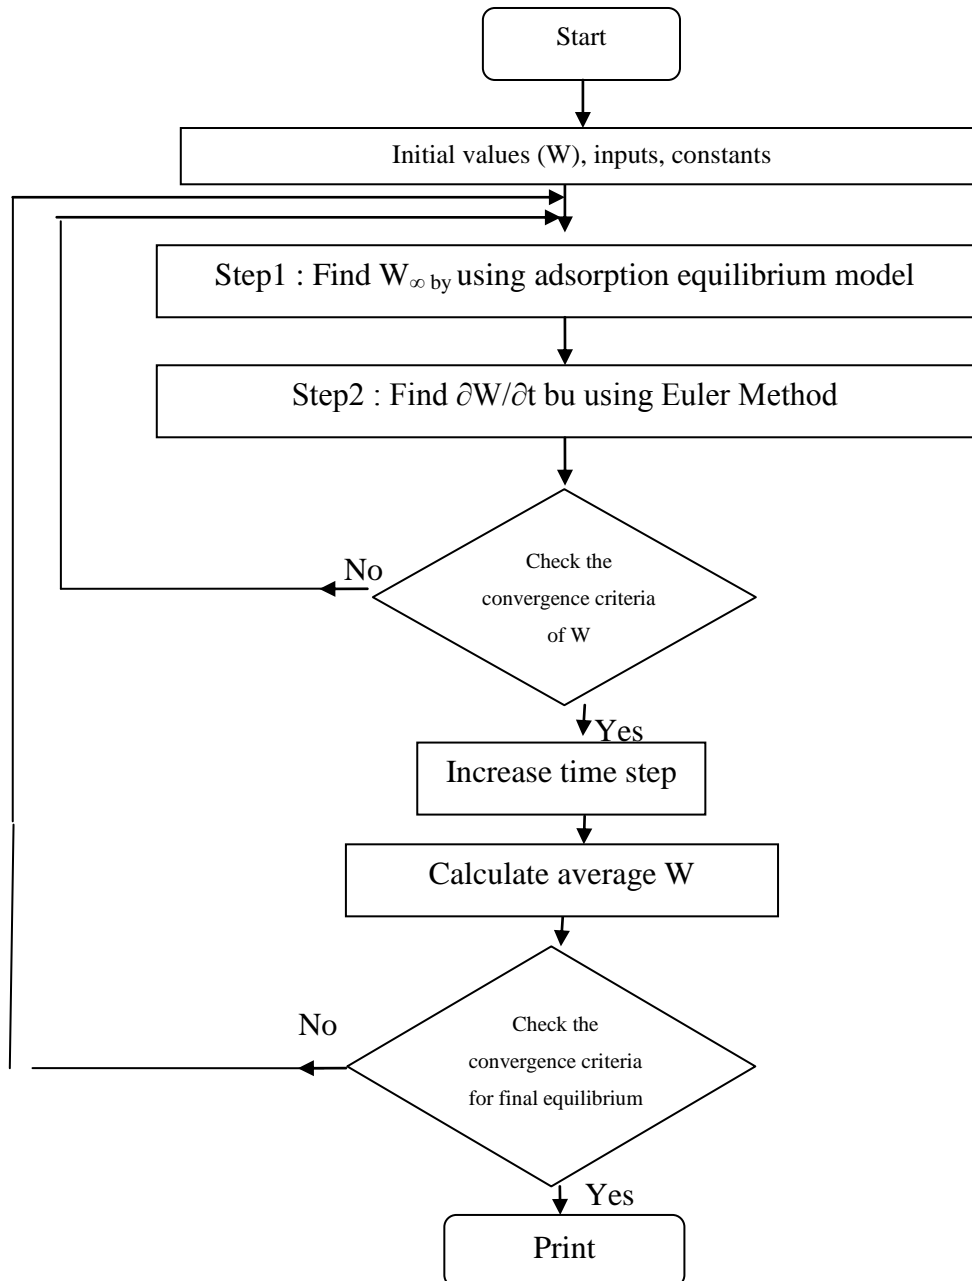 Start
Initial values (W), inputs, constants
Step1 : Find W∞ by using adsorption equilibrium model
Step2 : Find ∂W/∂t bu using Euler Method
Check the
convergence criteria
of W
No
Yes
Increase time step
Calculate average W
Check the
convergence criteria
for final equilibrium
No
Yes
Print